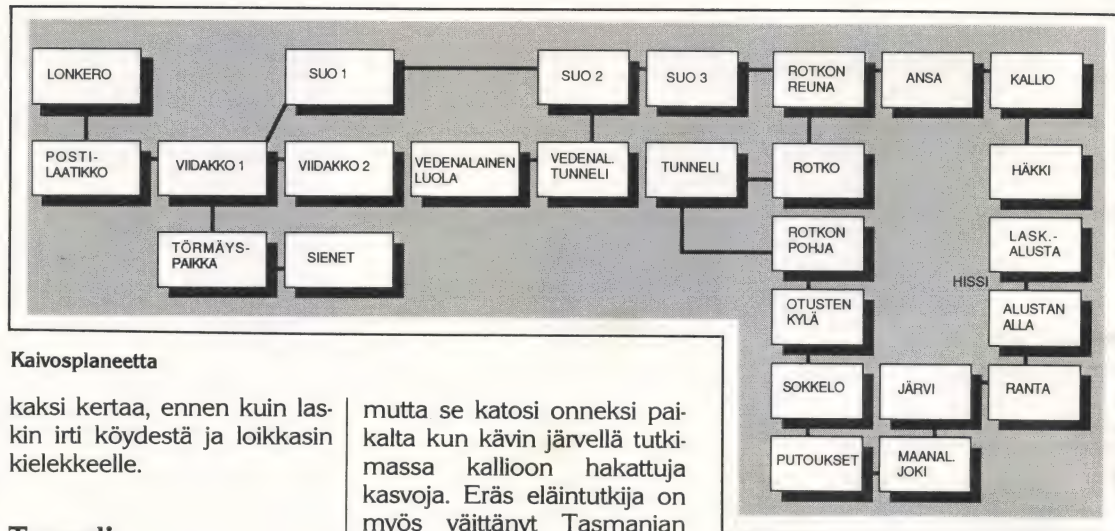 LONKERO
SUO 1
SUO 2
SUO 3
ROTKON
REUNA
ANSA
KALLIO
POSTI-
LAATIKKO
VIIDAKKO 1
VIIDAKKO 2
VEDENALAINEN
LUOLA
VEDENAL.
TUNNELI
TUNNELI
ROTKO
HÄKKI
TÖRMÄYS-
PAIKKA
SIENET
ROTKON
POHJA
LASK.-
ALUSTA
HISSI
OTUSTEN
KYLÄ
ALUSTAN
ALLA
SOKKELO
JÄRVI
RANTA
PUTOUKSET
MAANAL.
JOKI
Kaivosplaneetta
kaksi kertaa, ennen kuin las-
kin irti köydestä ja loikkasin
kielekkeelle.
mutta se katosi onneksi pai-
kalta kun kävin järvellä tutki-
massa kallioon hakattuja
kasvoja. Eräs eläintutkija on
myös väittänyt Tasmanian